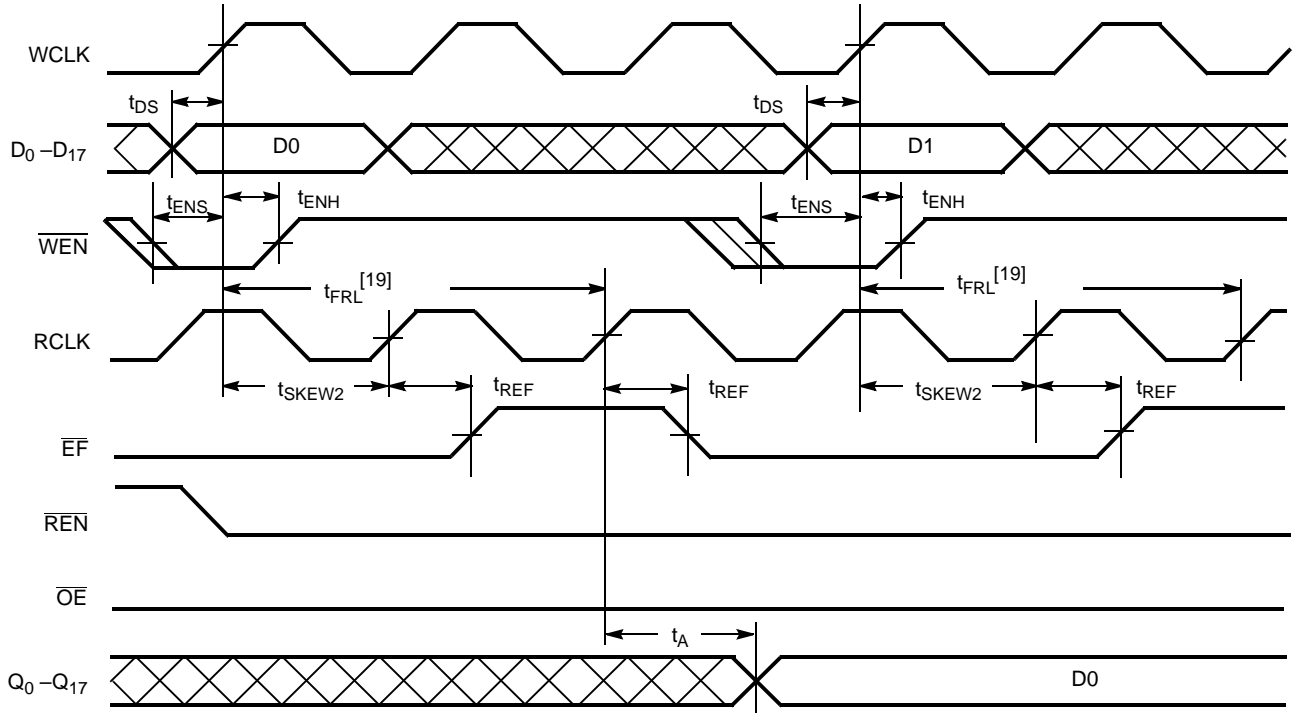 WCLK
tDS
tDS
D0 –D17
D0
D1
tENS
tENH
tENS
tENH
WEN
tFRL[19]
tFRL[19]
RCLK
tSKEW2
tREF
tREF
tSKEW2
tREF
EF
REN
OE
tA
Q0 –Q17
D0